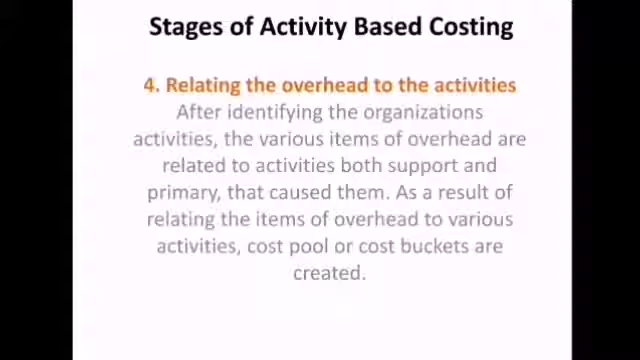 Stages of Activity Based Costing
4. Relating the overhead to the activities
After identifying the organizations
activities, the various items of overhead are
related to activities both support and
primary, that caused them. As a result of
relating the items of overhead to various
activities, cost pool or cost buckets are
created.